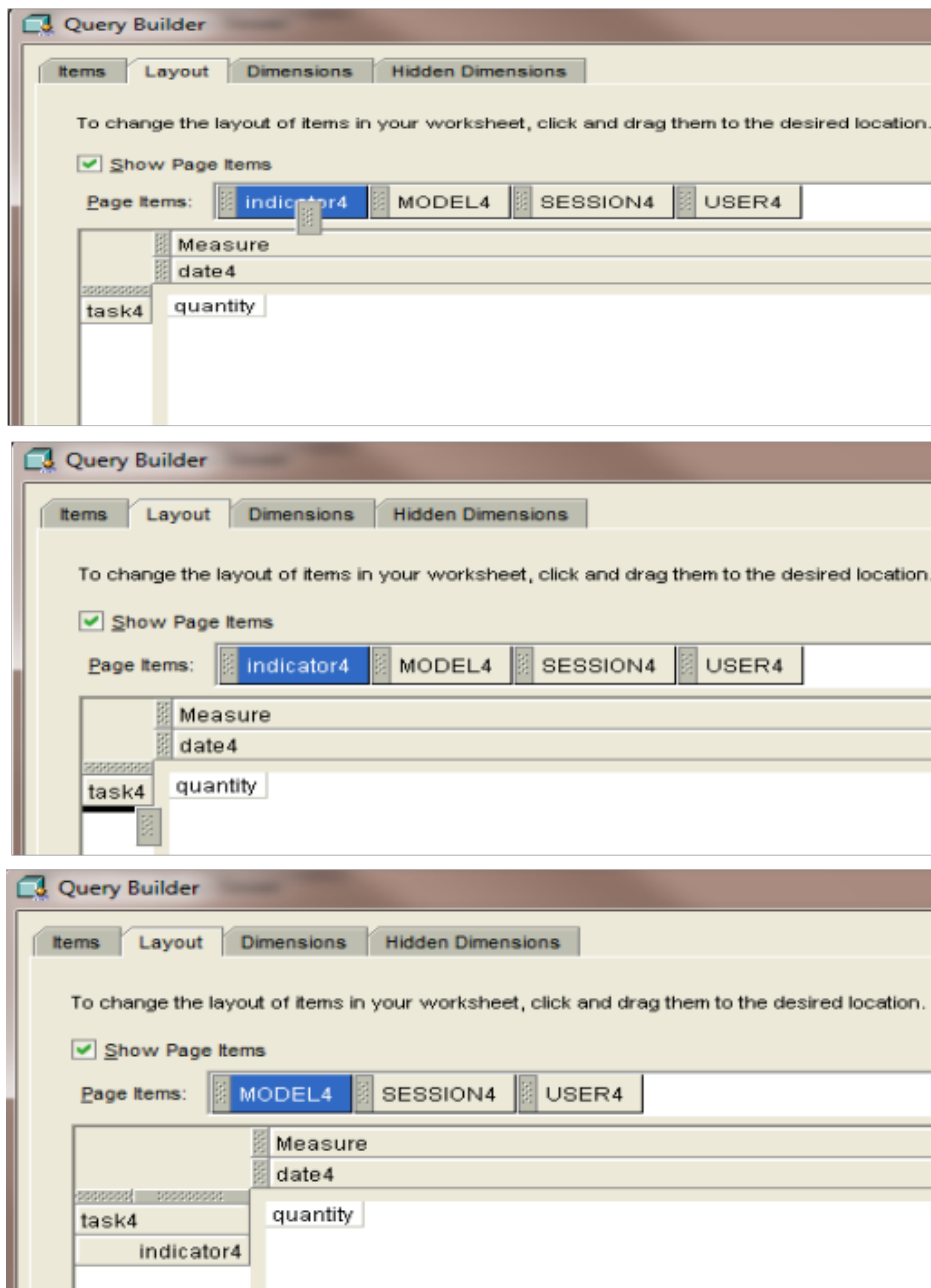 Query Builder
Items Layout Dimensions Hidden Dimensions
To change the layout of items in your worksheet, click and drag them to the desired location.
Show Page Items
Page Items: indicator4 MODEL4 SESSION4 USER4
Measure
date4
task4 quantity
Query Builder
Items Layout Dimensions Hidden Dimensions
To change the layout of items in your worksheet, click and drag them to the desired location.
Show Page Items
Page Items: indicator4 MODEL4 SESSION4 USER4
Measure
date4
task4 quantity
Query Builder
Items Layout Dimensions Hidden Dimensions
To change the layout of items in your worksheet, click and drag them to the desired location.
Show Page Items
Page Items: MODEL4 SESSION4 USER4
Measure
date4
task4 quantity
indicator4